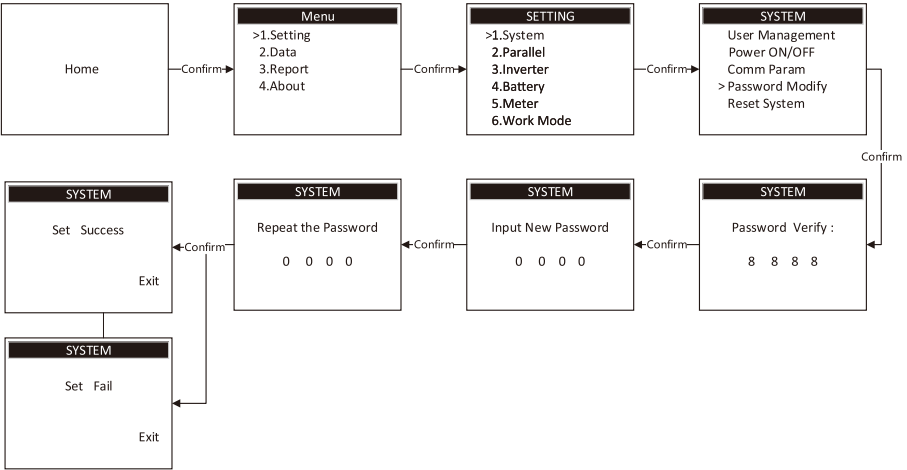 Home
Confirm
Menu
>1.Setting
2.Data
3.Report
4.About
Confirm
SETTING
>1.System
2.Parallel
3.Inverter
4.Battery
5.Meter
6.Work Mode
Confirm
SYSTEM
User Management
Power ON/OFF
Comm Param
> Password Modify
Reset System
Confirm
SYSTEM
Password Verify :
8 8 8 8
Confirm
SYSTEM
Input New Password
0 0 0 0
Confirm
SYSTEM
Repeat the Password
0 0 0 0
Confirm
SYSTEM
Set Success
Exit
SYSTEM
Set Fail
Exit